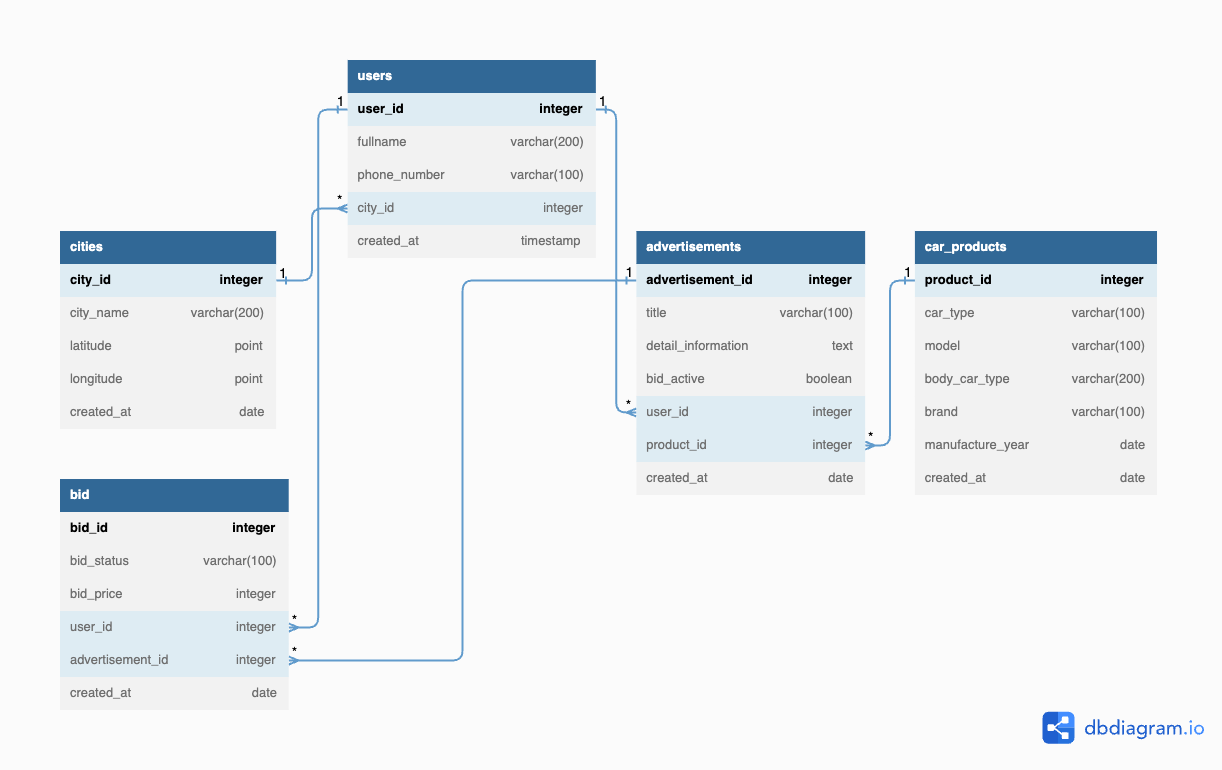 users
1
user_id integer
1
fullname varchar(200)
phone_number varchar(100)
*
city_id integer
created_at timestamp
cities
city_id integer
1
city_name varchar(200)
latitude point
longitude point
created_at date
advertisements
1
advertisement_id integer
title varchar(100)
detail_information text
bid_active boolean
*
user_id integer
product_id integer
*
created_at date
car_products
1
product_id integer
car_type varchar(100)
model varchar(100)
body_car_type varchar(200)
brand varchar(100)
manufacture_year date
created_at date
bid
bid_id integer
bid_status varchar(100)
bid_price integer
user_id integer
*
advertisement_id integer
*
created_at date
dbdiagram.io